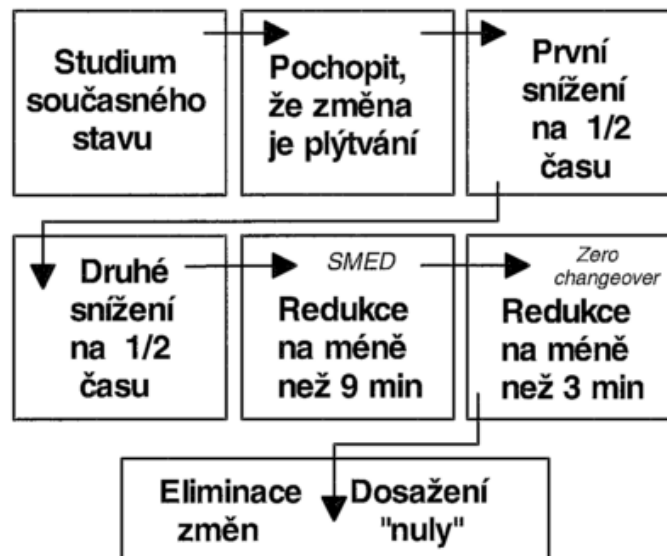 Studium
současného
stavu
Pochopit,
že změna
je plýtvání
První
snížení
na 1/2
času
Druhé
snížení
na 1/2
času
SMED
Redukce
na méně
než 9 min
Zero
changeover
Redukce
na méně
než 3 min
Eliminace
změn
Dosažení
"nuly"